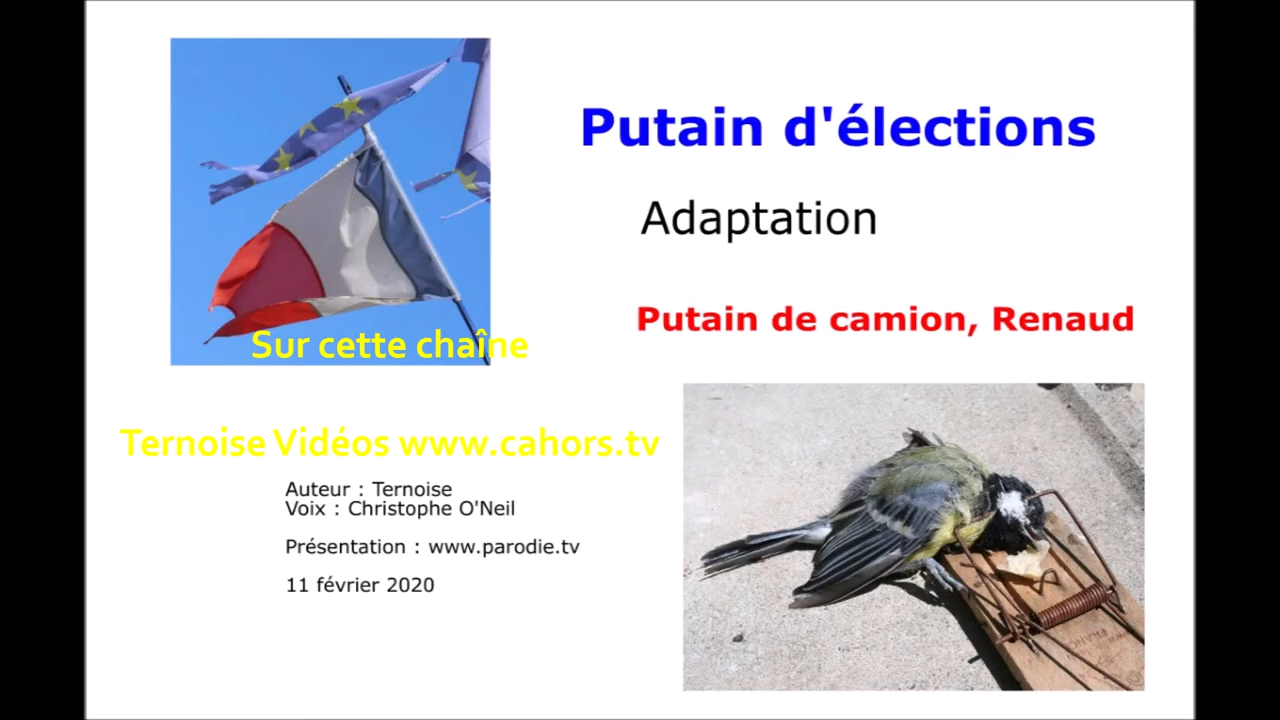 Putain d'élections
Adaptation
Putain de camion, Renaud
Sur cette chaîne
Ternoise Vidéos www.cahors.tv
Auteur : Ternoise
Voix : Christophe O'Neil
Présentation : www.parodie.tv
11 février 2020